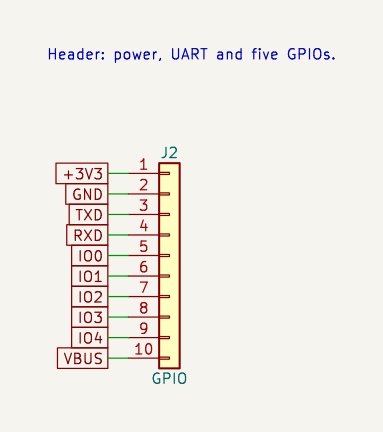 Header: power, UART and five GPIOs.
J2
+3V3 1
GND 2
TXD 3
RXD 4
IO0 5
IO1 6
IO2 7
IO3 8
IO4 9
VBUS 10
GPIO